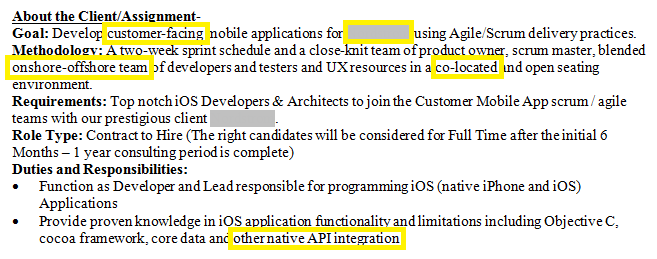 About the Client/Assignment-
Goal: Develop customer-facing mobile applications for using Agile/Scrum delivery practices.
Methodology: A two-week sprint schedule and a close-knit team of product owner, scrum master, blended
onshore-offshore team of developers and testers and UX resources in a co-located and open seating
environment.
Requirements: Top notch iOS Developers & Architects to join the Customer Mobile App scrum / agile
teams with our prestigious client .
Role Type: Contract to Hire (The right candidates will be considered for Full Time after the initial 6
Months – 1 year consulting period is complete)
Duties and Responsibilities:
• Function as Developer and Lead responsible for programming iOS (native iPhone and iOS)
Applications
• Provide proven knowledge in iOS application functionality and limitations including Objective C,
cocoa framework, core data and other native API integration